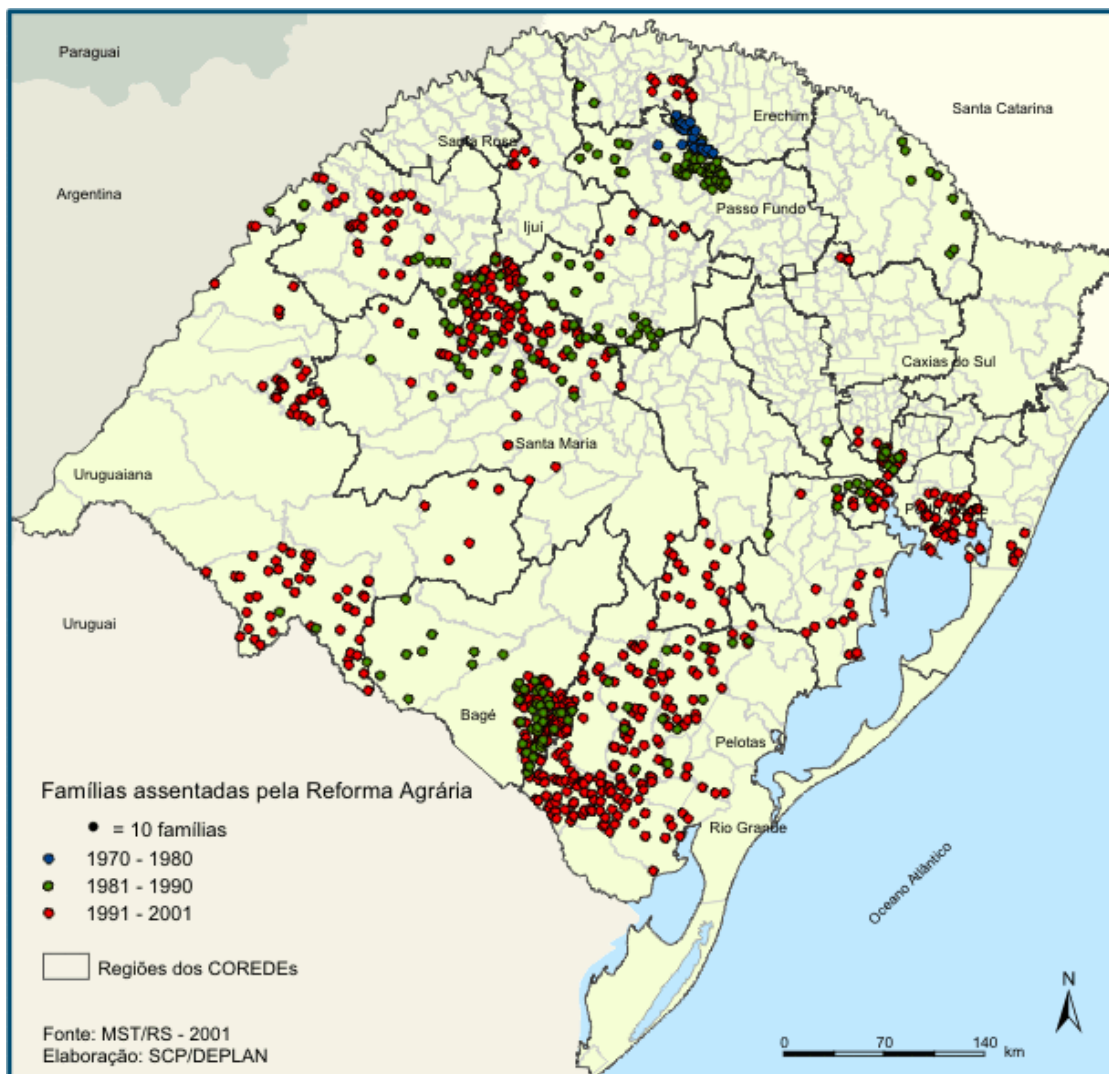 Paraguai
Santa Catarina
Erechim
Santa Rosa
Argentina
Passo Fundo
Ijuí
Caxias do Sul
Santa Maria
Uruguaiana
Porto Alegre
Uruguai
Bagé
Pelotas
Rio Grande
Oceano Atlântico
Famílias assentadas pela Reforma Agrária
= 10 famílias
1970 - 1980
1981 - 1990
1991 - 2001
Regiões dos COREDEs
Fonte: MST/RS - 2001
Elaboração: SCP/DEPLAN
N
0 70 140
km